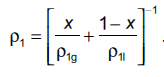 ρ₁ = [x/ρ₁g + 1−x/ρ₁l]⁻¹.